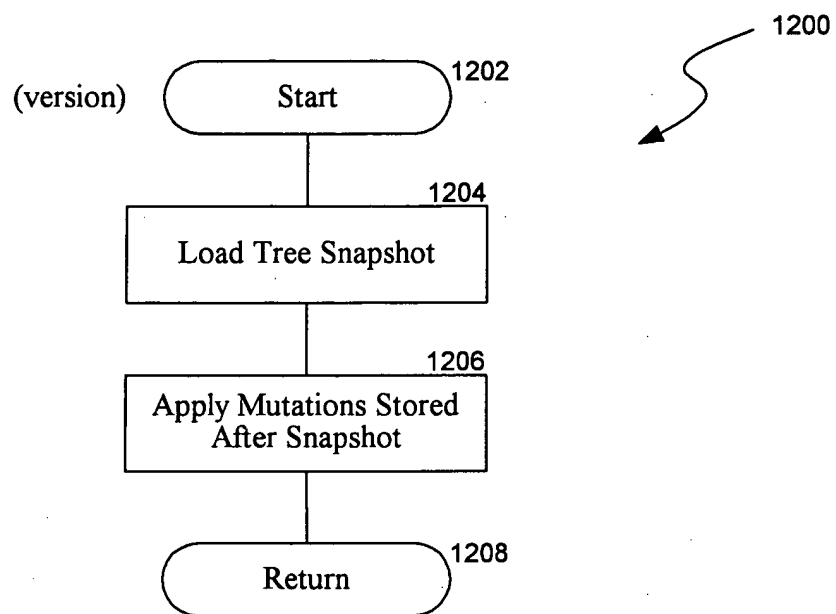 1200
1202
(version)
Start
1204
Load Tree Snapshot
1206
Apply Mutations Stored
After Snapshot
1208
Return